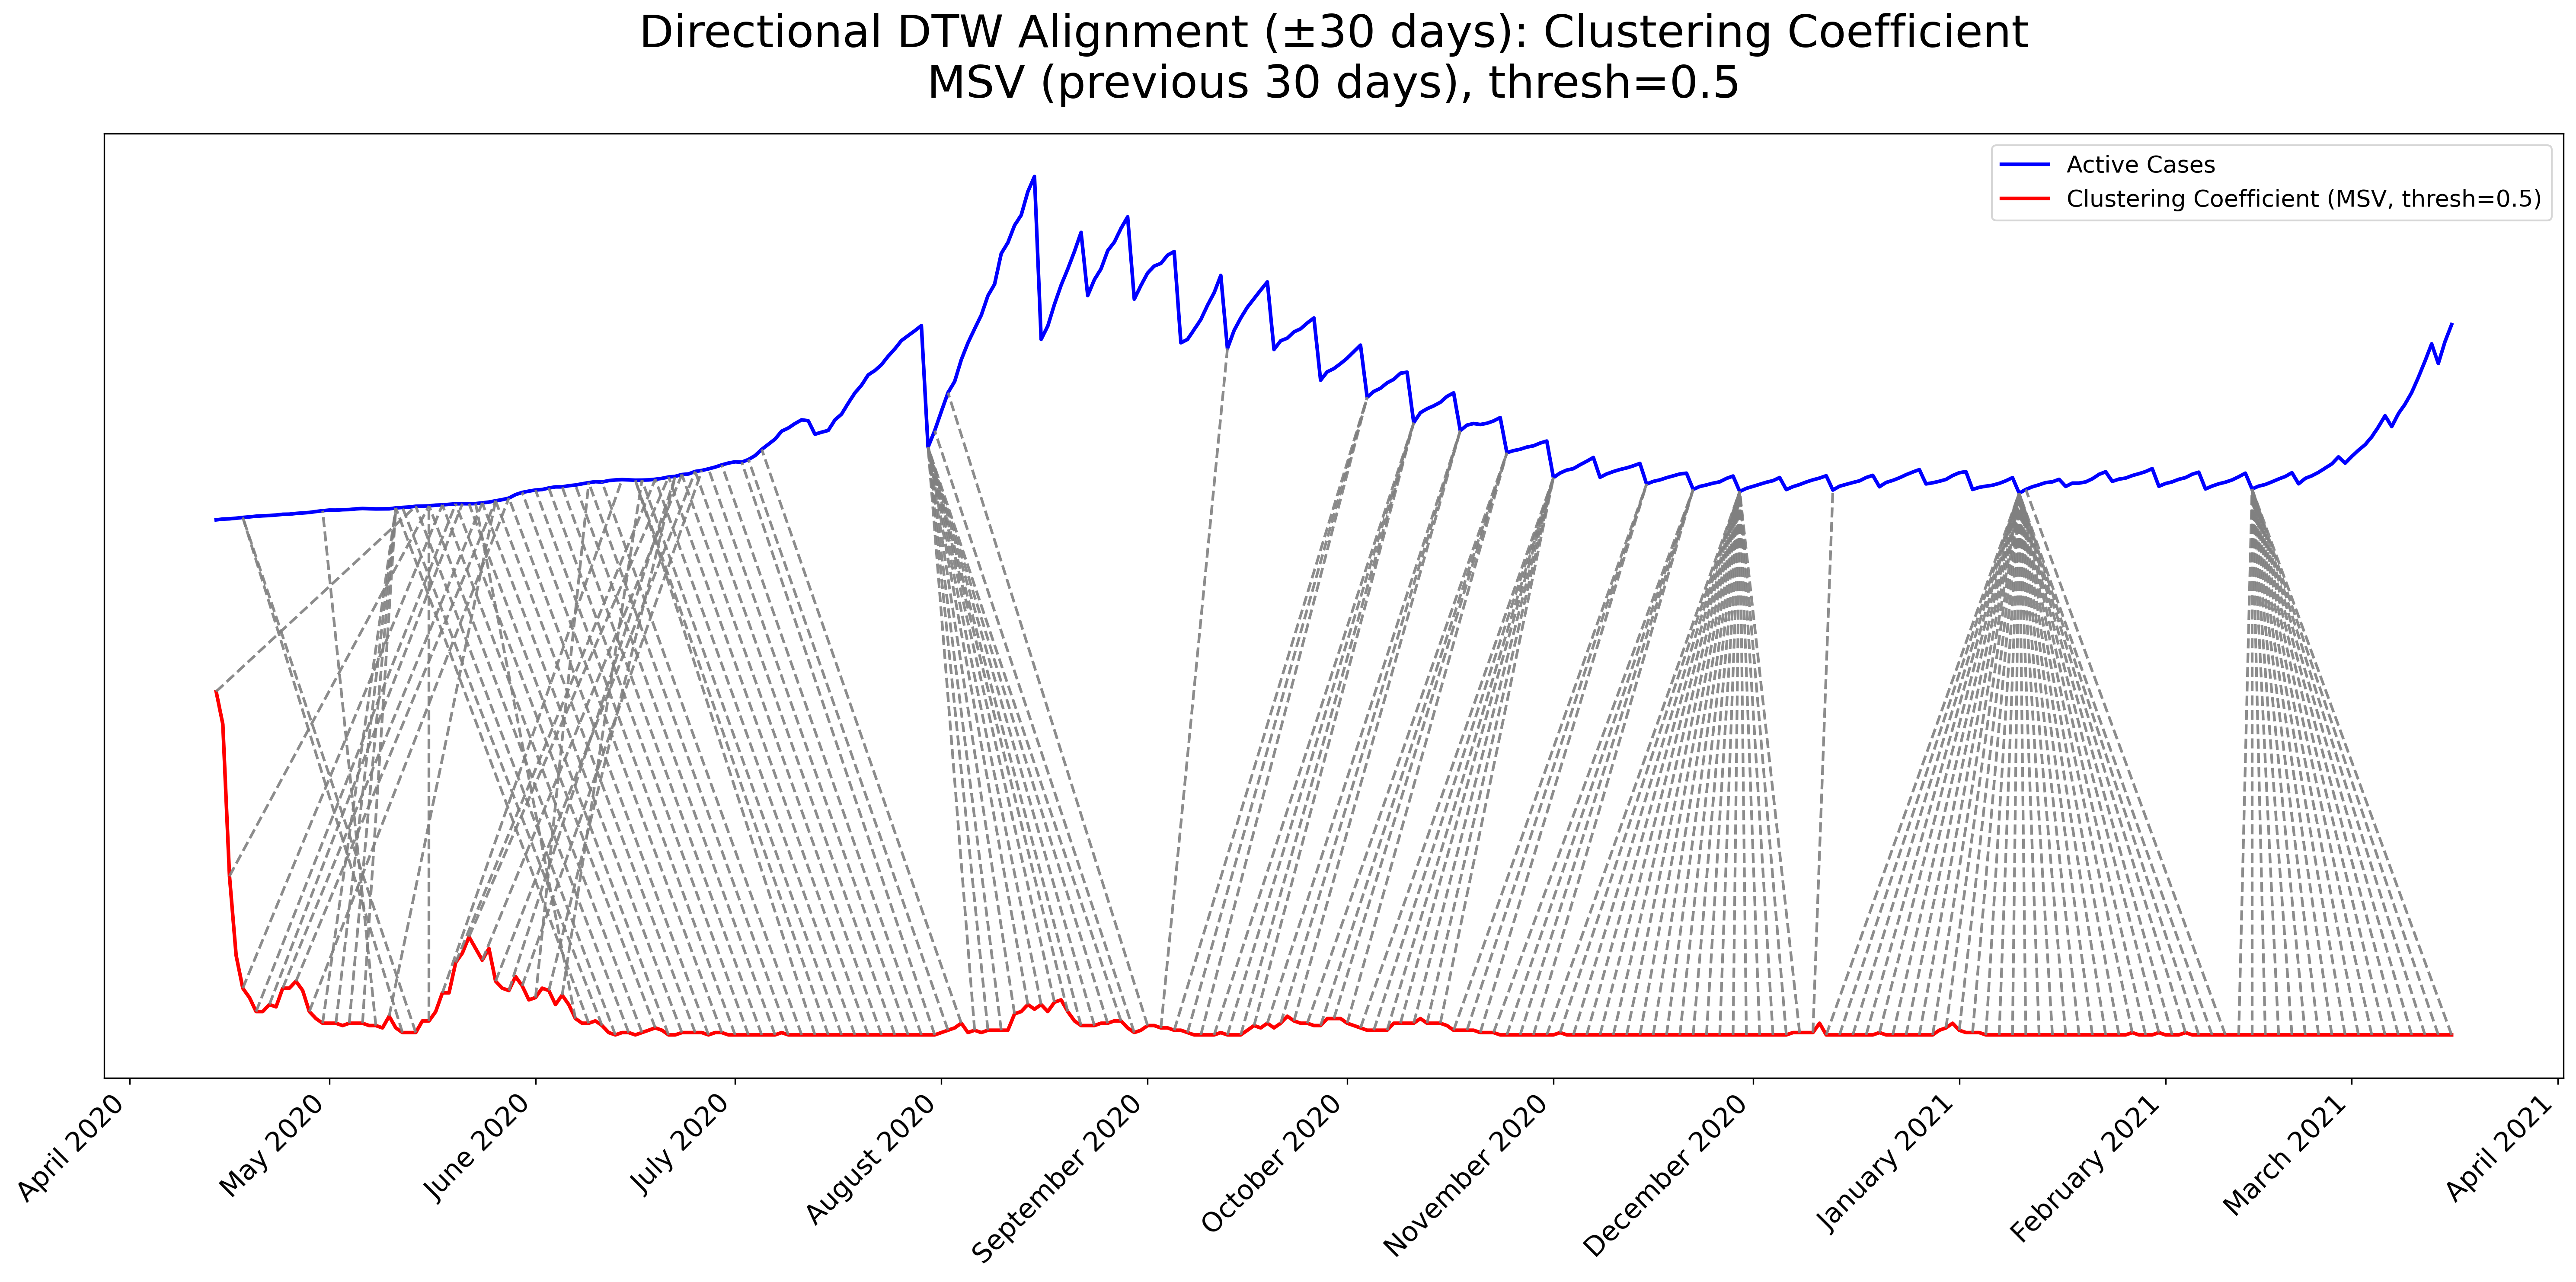 Directional DTW Alignment (±30 days): Clustering Coefficient
MSV (previous 30 days), thresh=0.5
Active Cases
Clustering Coefficient (MSV, thresh=0.5)
April 2020
May 2020
June 2020
July 2020
August 2020
September 2020
October 2020
November 2020
December 2020
January 2021
February 2021
March 2021
April 2021